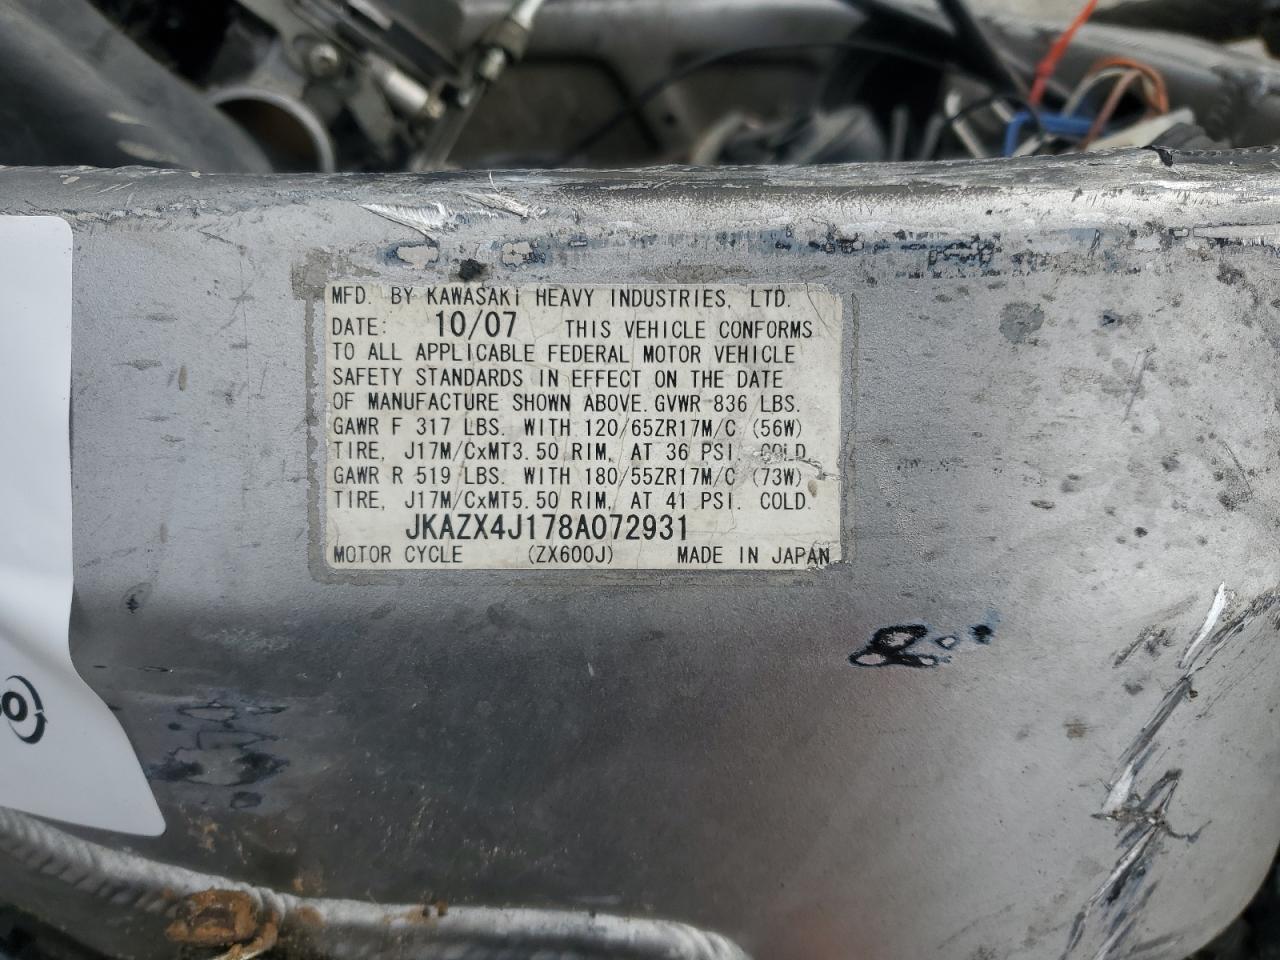 MFD. BY KAWASAKI HEAVY INDUSTRIES, LTD.
DATE: 10/07 THIS VEHICLE CONFORMS
TO ALL APPLICABLE FEDERAL MOTOR VEHICLE
SAFETY STANDARDS IN EFFECT ON THE DATE
OF MANUFACTURE SHOWN ABOVE. GVWR 836 LBS.
GAWR F 317 LBS. WITH 120/65ZR17M/C (56W)
TIRE, J17M/CxMT3.50 RIM, AT 36 PSI. COLD.
GAWR R 519 LBS. WITH 180/55ZR17M/C (73W)
TIRE, J17M/CxMT5.50 RIM, AT 41 PSI. COLD.
JKAZX4J178A072931
MOTOR CYCLE (ZX600J) MADE IN JAPAN